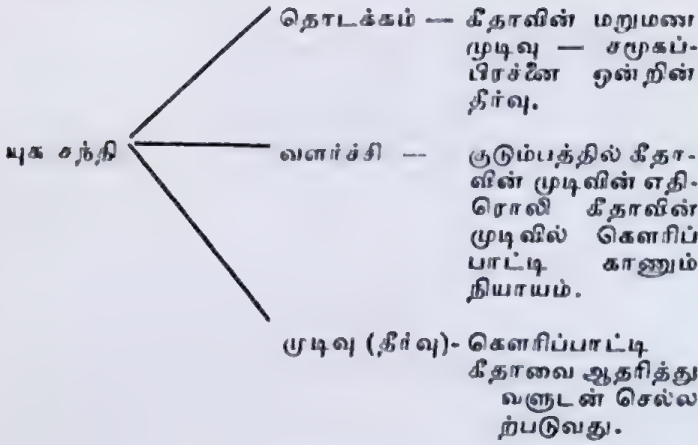 தொடக்கம் — கீதாவின் மறுமண
முடிவு — சமூகப்-
பிரச்னை ஒன்றின்
தீர்வு.
யுக சந்தி
வளர்ச்சி — குடும்பத்தில் கீதா-
வின் முடிவின் எதி-
ரொலி கீதாவின்
முடிவில் கௌரிப்
பாட்டி காணும்
நியாயம்.
முடிவு (தீர்வு)- கௌரிப்பாட்டி
கீதாவை ஆதரித்து
வளுடன் செல்ல
ற்படுவது.